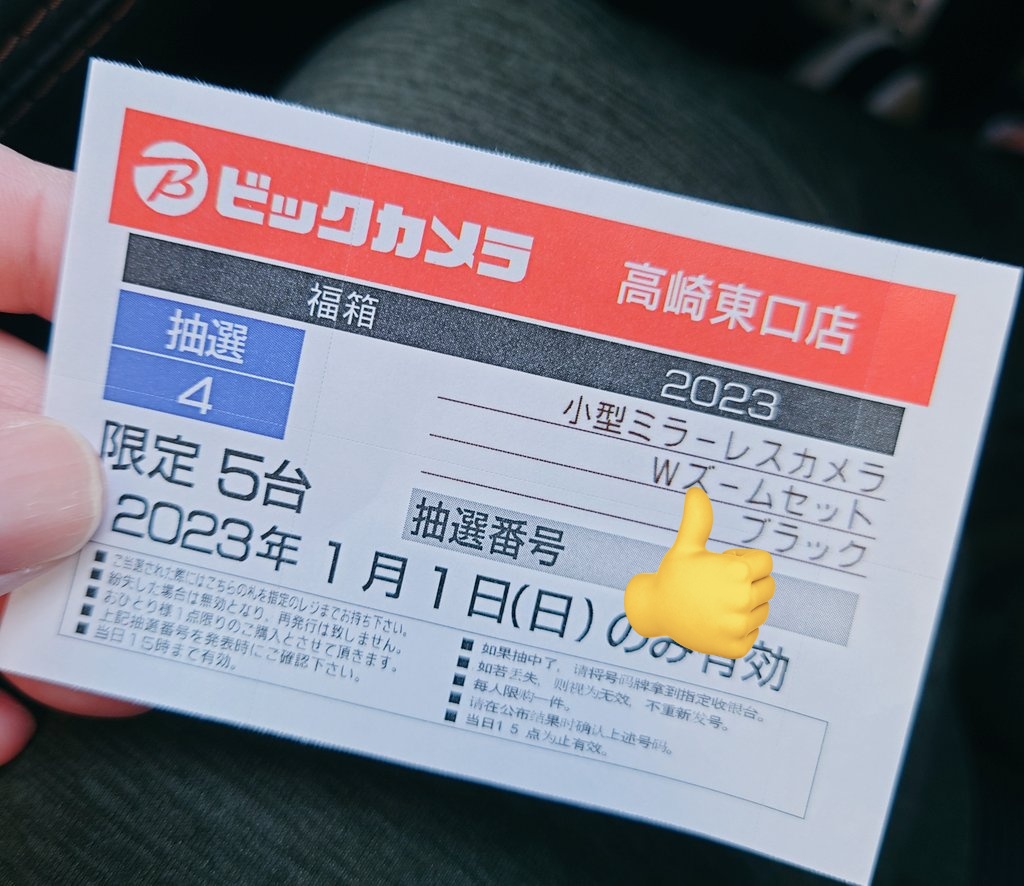 B ビックカメラ 高崎東口店
福箱 2023
抽選
4
小型ミラーレスカメラ
Wズームセット
ブラック
限定 5台
抽選番号
2023年 1月 1日(日) のみ有効
■ ご当選された際にはこちらの札を指定のレジまでお持ち下さい。
■ 紛失した場合は無効となり、再発行は致しません。
■ おひとり様1点限りのご購入とさせて頂きます。
■ 上記抽選番号を発表時にご確認下さい。
■ 当日15時まで有効。
■ 如果抽中了，请将号码牌拿到指定收银台。
■ 如若丢失，则视为无效，不重新发号。
■ 每人限购一件。
■ 请在公布结果时确认上述号码。
■ 当日15点为止有效。